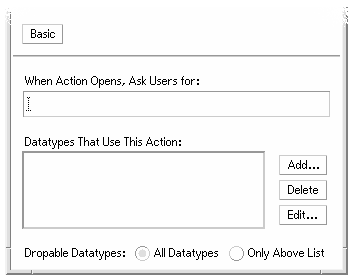 Basic
When Action Opens, Ask Users for:
Datatypes That Use This Action:
Add...
Delete
Edit...
Dropable Datatypes: All Datatypes Only Above List